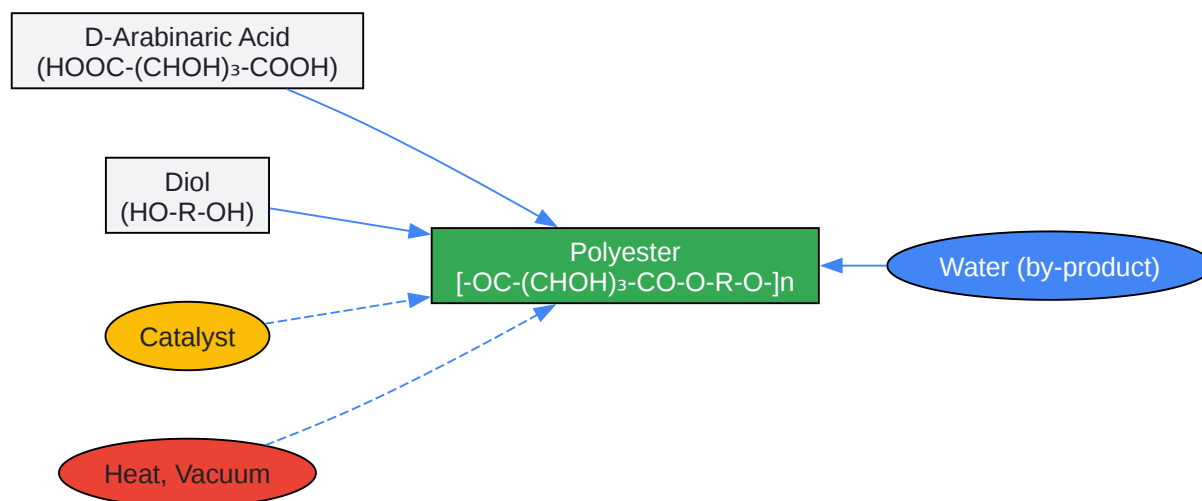 D-Arabinaric Acid
(HOOC-(CHOH)₃-COOH)
Diol
(HO-R-OH)
Polyester
[-OC-(CHOH)₃-CO-O-R-O-]n
Water (by-product)
Catalyst
Heat, Vacuum